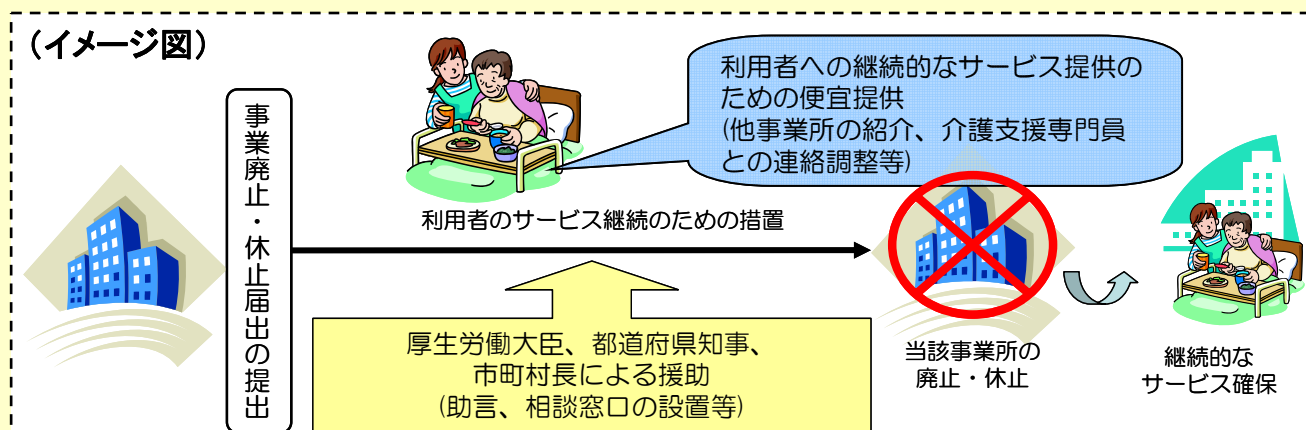 (イメージ図)
事業廃止・休止届出の提出
利用者への継続的なサービス提供の
ための便宜提供
(他事業所の紹介、介護支援専門員
との連絡調整等)
利用者のサービス継続のための措置
厚生労働大臣、都道府県知事、
市町村長による援助
(助言、相談窓口の設置等)
当該事業所の
廃止・休止
継続的な
サービス確保